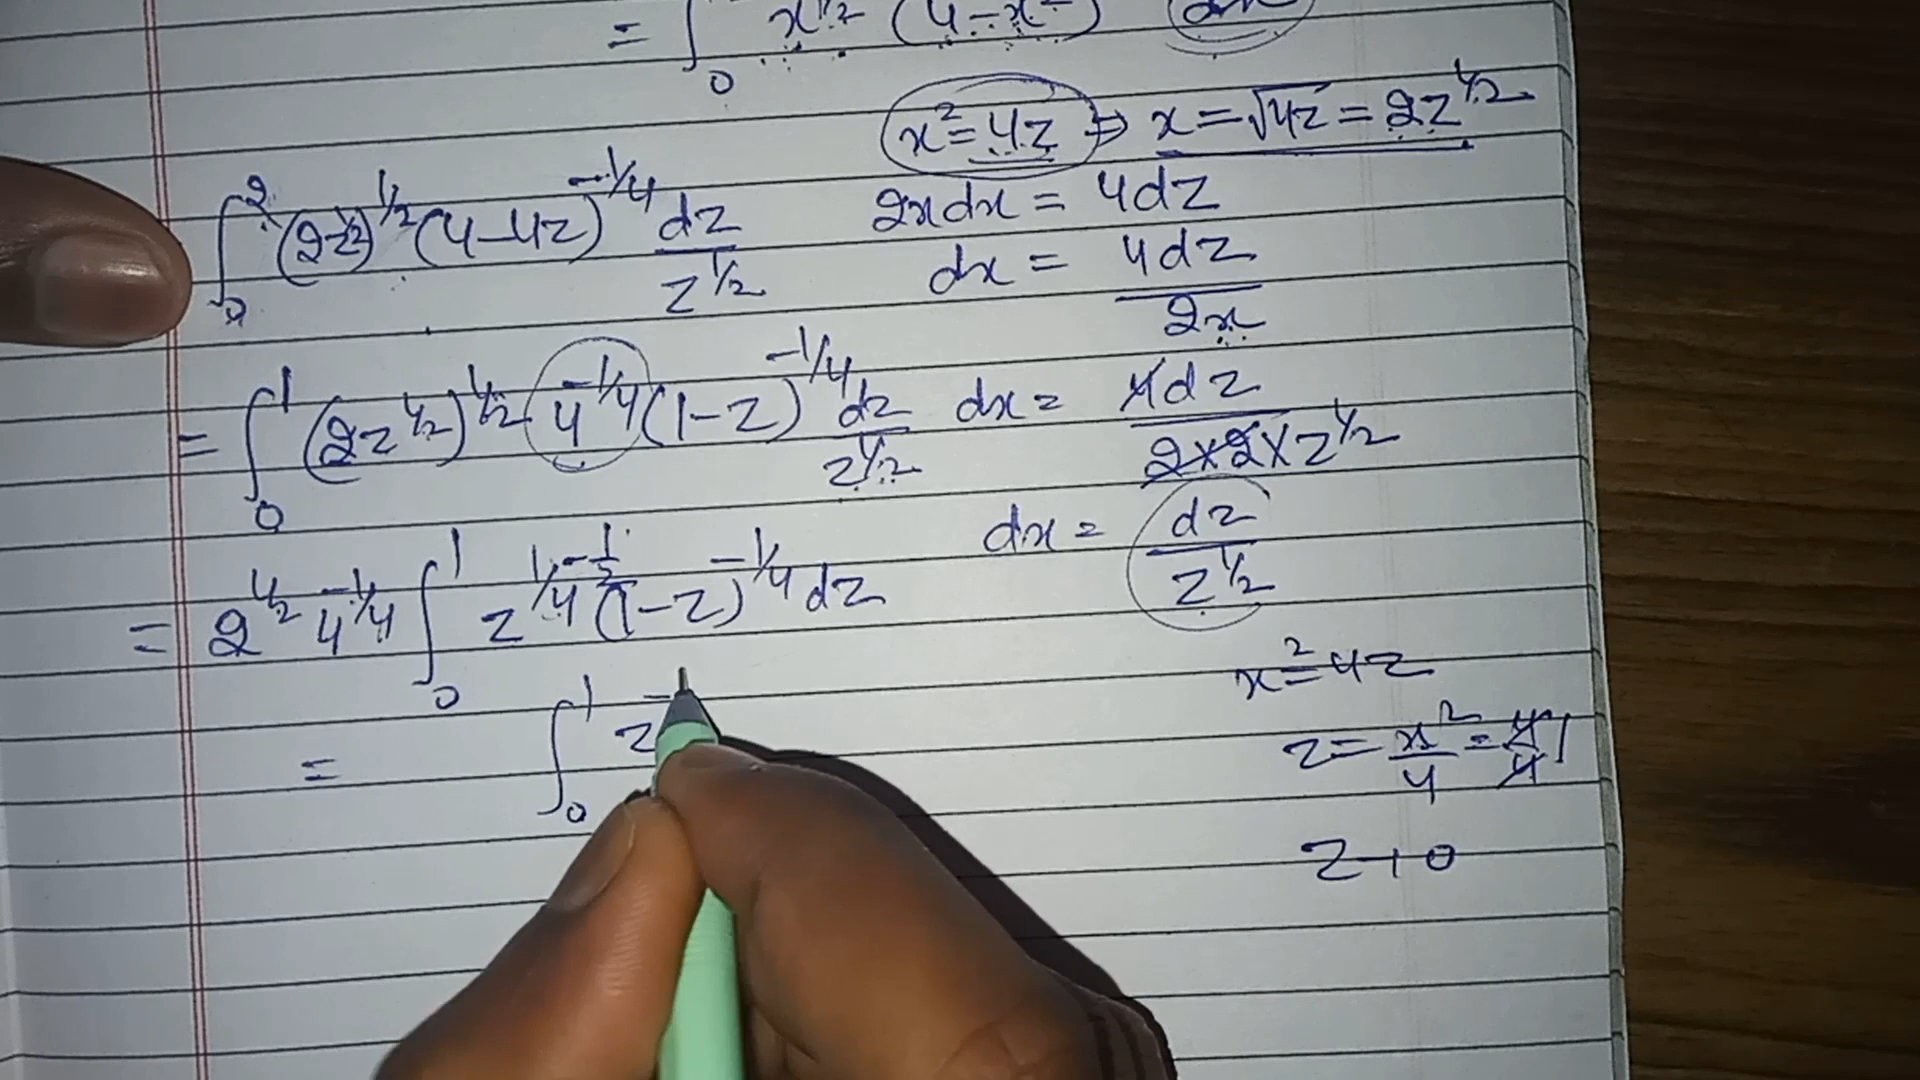 = ∫₀ x^1/2 (4-x²
x² = 4z ⇒ x = √4z = 2z^1/2
∫₀² (2z^1/2)^1/2 (4-4z)^-1/4 dz/z^1/2
2xdx = 4dz
dx = 4dz/2x
= ∫₀¹ (2z^1/2)^1/2 · 4^-1/4 (1-z)^-1/4 dz/z^1/2
dx = 4dz/2×2×z^1/2
dx = dz/z^1/2
= 2^1/2 4^-1/4 ∫₀¹ z^1/4-1/2 (1-z)^-1/4 dz
x² = 4z
= ∫₀¹ z^-
z = x²/4 = 4/4 1
z → 0